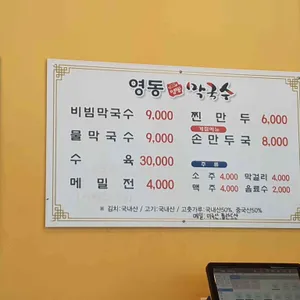 영동 막국수
비빔막국수 9,000
물막국수 9,000
수육 30,000
메밀전 4,000
찐만두 6,000
계절메뉴
손만두국 8,000
주류
소주 4,000 막걸리 4,000
맥주 4,000 음료수 2,000
※ 김치:국내산 / 고기:국내산 / 고춧가루:국내산50%, 중국산50%